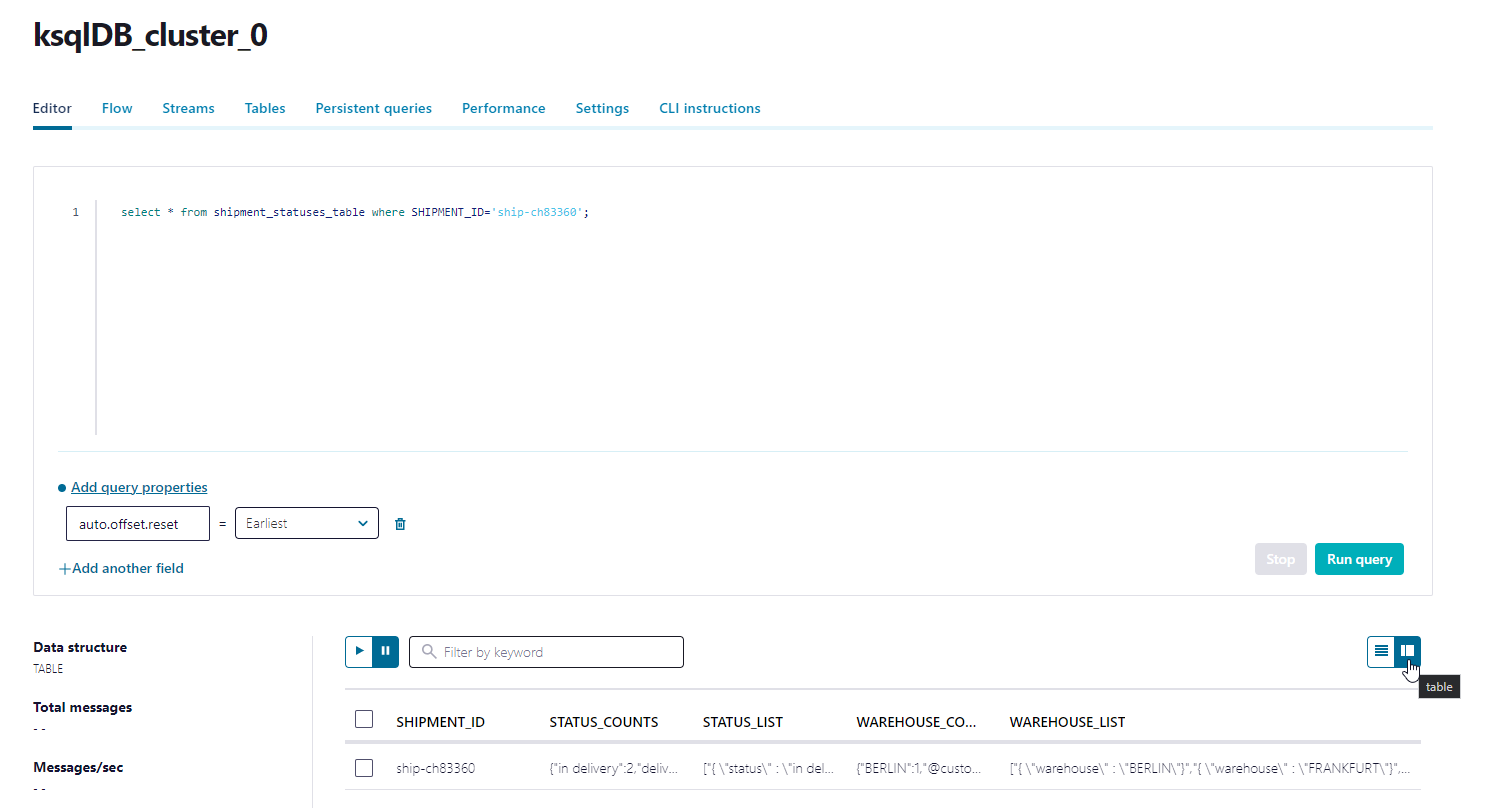 ksqlDB_cluster_0
Editor Flow Streams Tables Persistent queries Performance Settings CLI instructions
1 select * from shipment_statuses_table where SHIPMENT_ID='ship-ch83360';
Add query properties
auto.offset.reset = Earliest
+Add another field
Stop Run query
Data structure
TABLE
Total messages
--
Messages/sec
--
Filter by keyword
table
SHIPMENT_ID STATUS_COUNTS STATUS_LIST WAREHOUSE_CO... WAREHOUSE_LIST
ship-ch83360 {"in delivery":2,"deliv... ["{ \"status\" : \"in del... {"BERLIN":1,"@custo... ["{ \"warehouse\" : \"BERLIN\"}","{ \"warehouse\" : \"FRANKFURT\"}",...